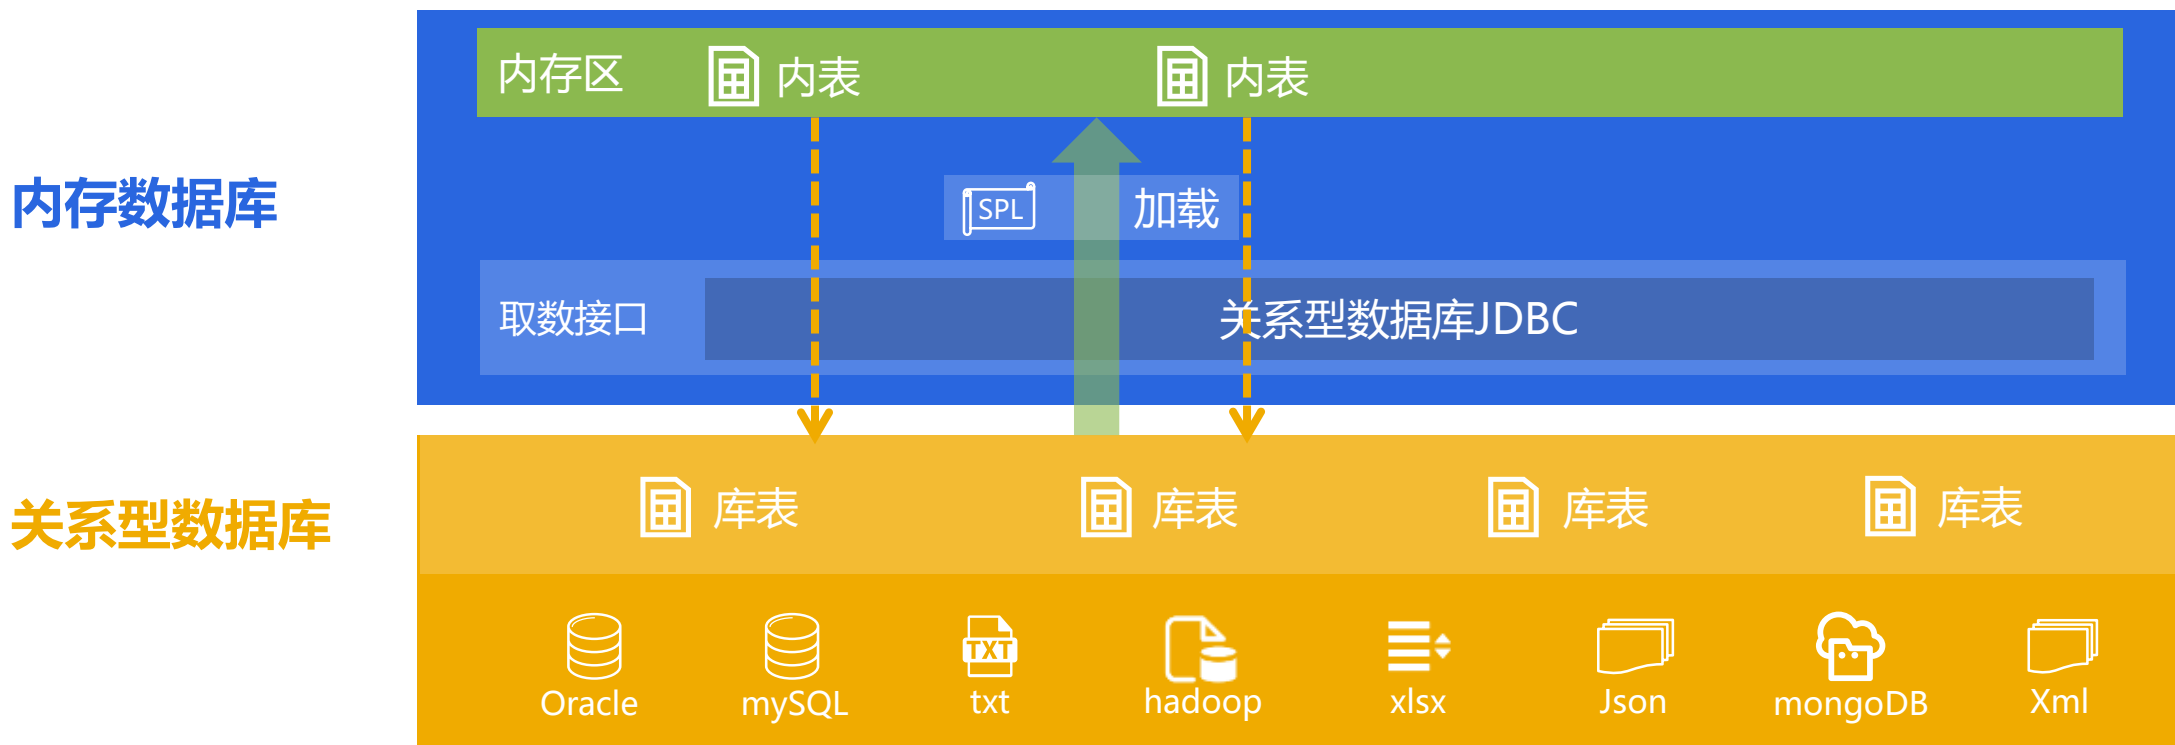 内存区
内表
内表
内存数据库
SPL
加载
取数接口
关系型数据库JDBC
关系型数据库
库表
库表
库表
库表
TXT
Oracle
mySQL
txt
hadoop
xlsx
Json
mongoDB
Xml